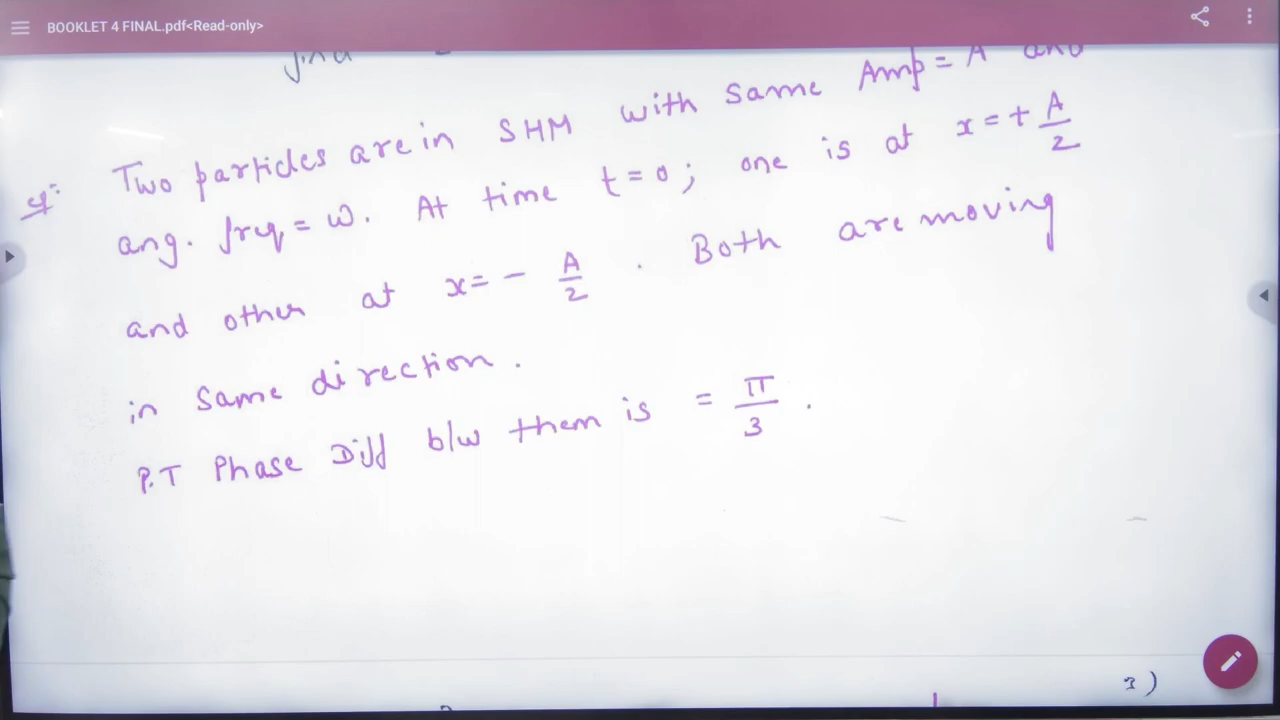 BOOKLET 4 FINAL.pdf<Read-only>
Q: Two particles are in SHM with same Amp = A and
ang. freq = ω. At time t = 0; one is at x = + A/2
and other at x = - A/2. Both are moving
in same direction.
P.T Phase Diff b/w them is = π/3.
3)